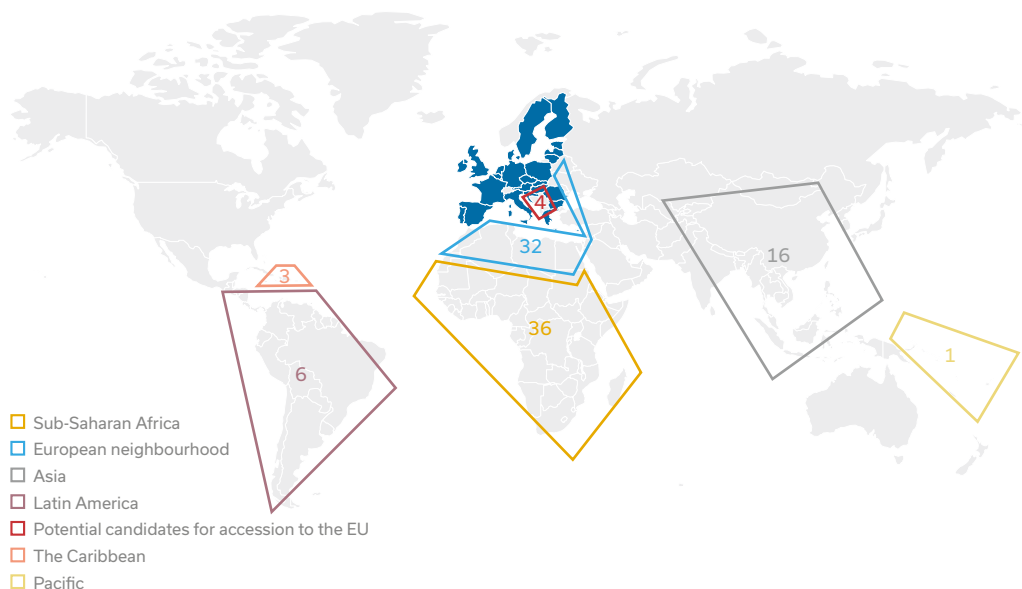 4
32
16
3
36
1
6
Sub-Saharan Africa
European neighbourhood
Asia
Latin America
Potential candidates for accession to the EU
The Caribbean
Pacific